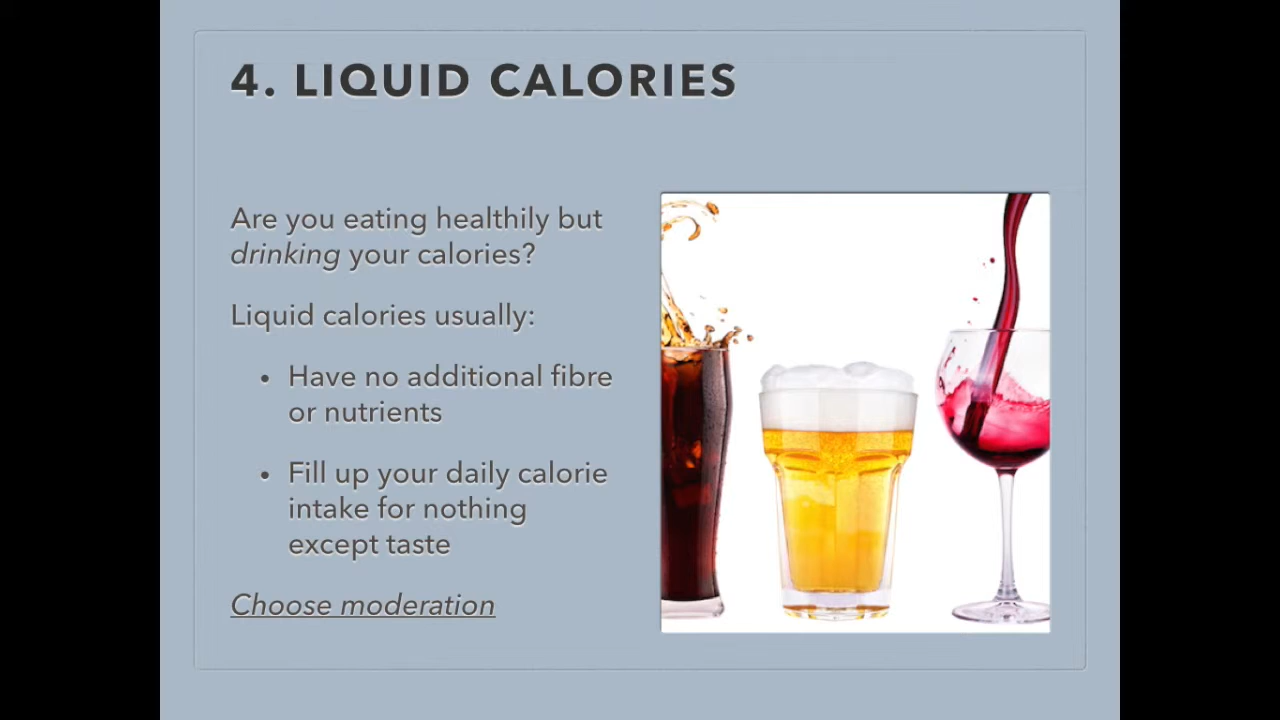 4. LIQUID CALORIES
Are you eating healthily but
drinking your calories?
Liquid calories usually:
• Have no additional fibre
or nutrients
• Fill up your daily calorie
intake for nothing
except taste
Choose moderation